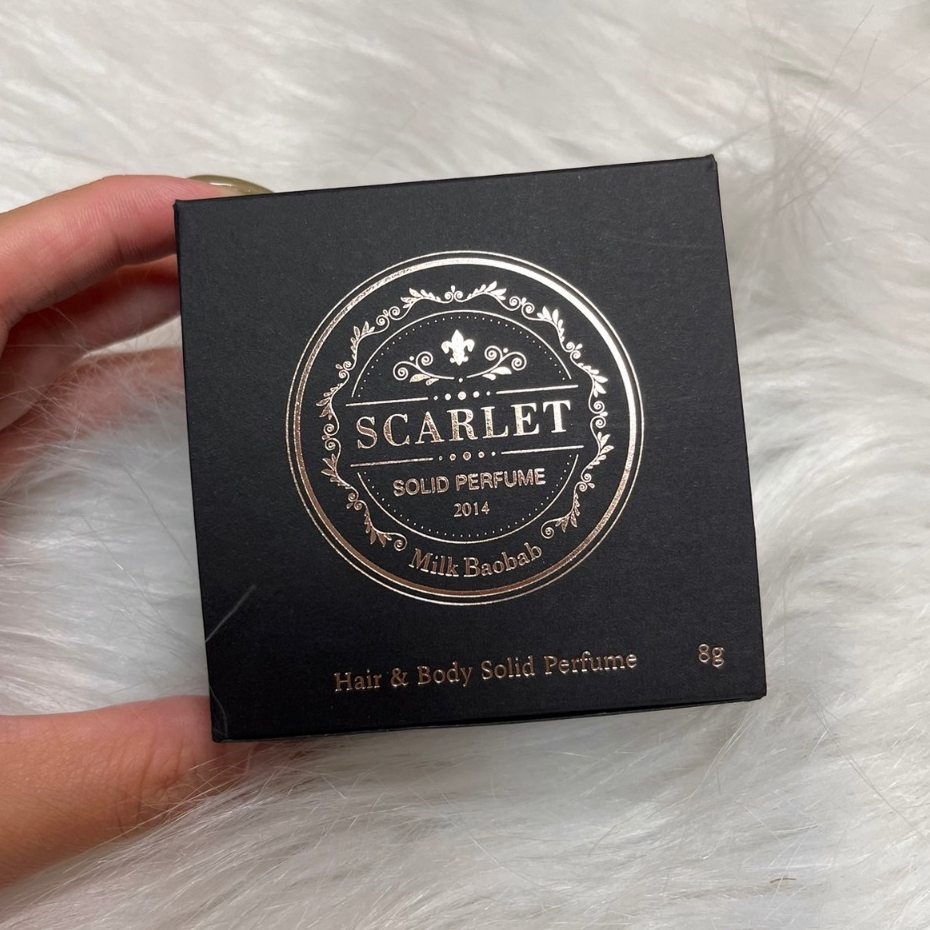 SCARLET
SOLID PERFUME
2014
Milk Baobab
Hair & Body Solid Perfume
8g